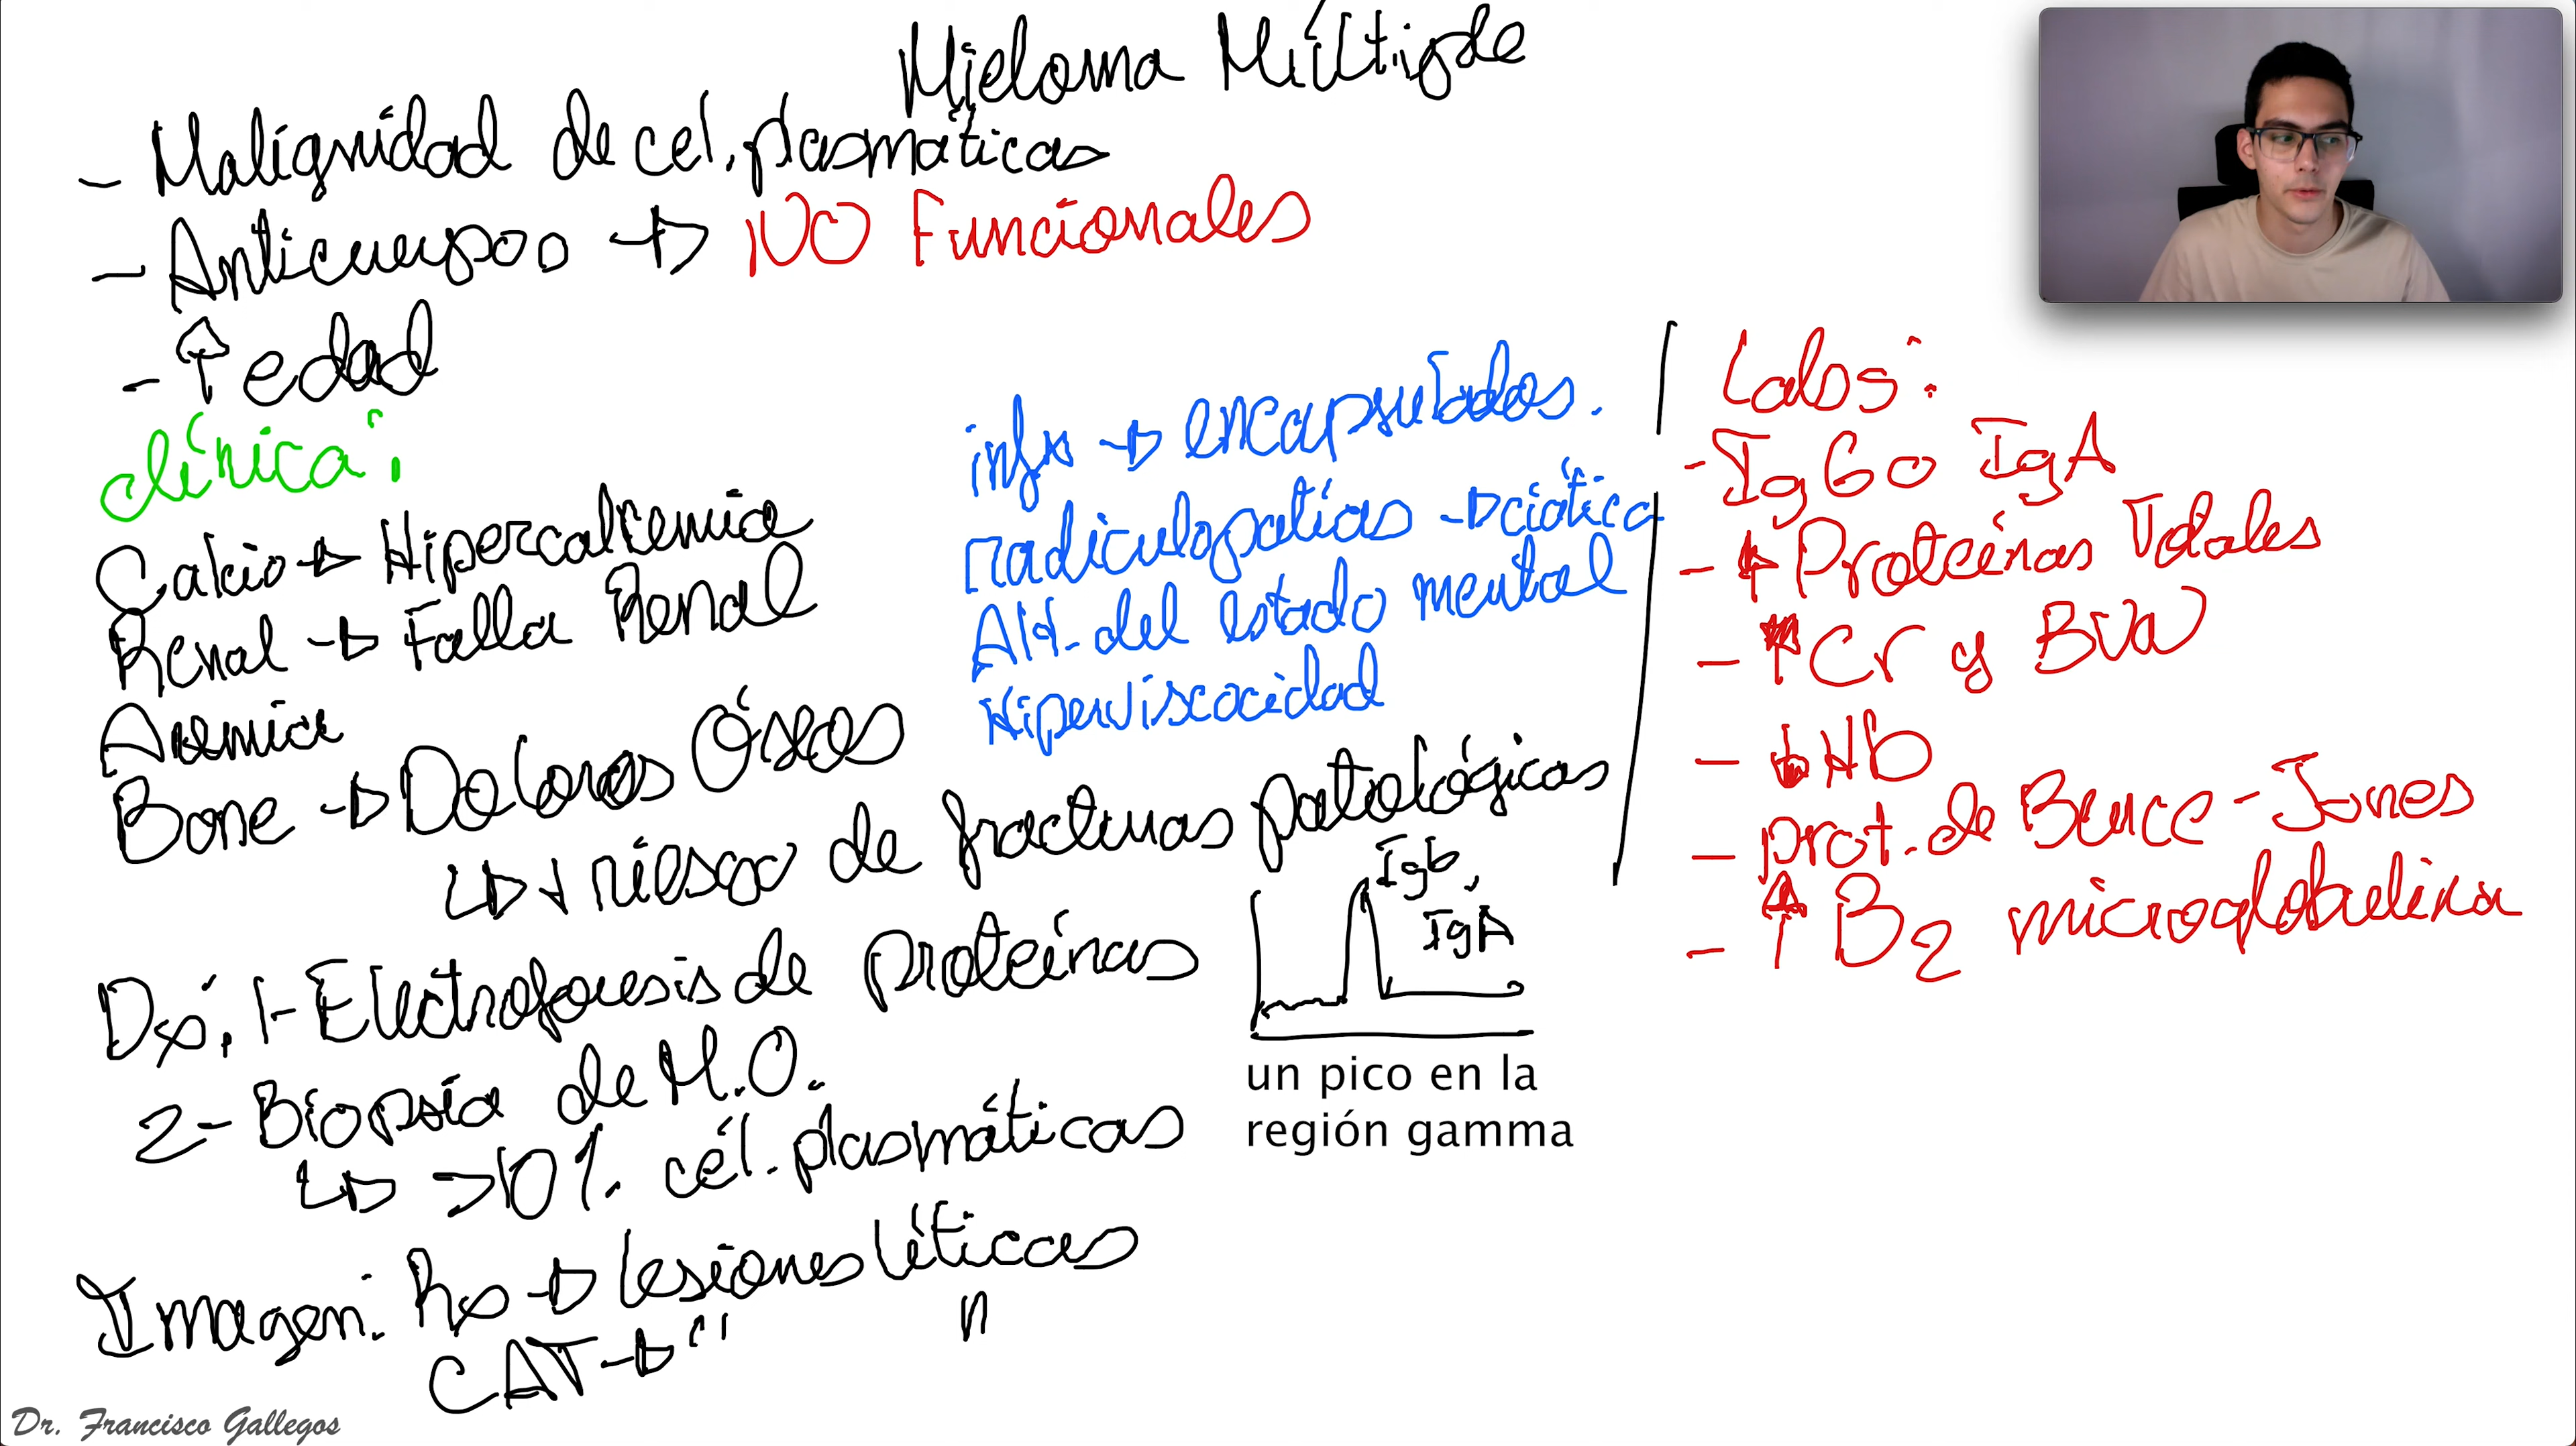 Mieloma Múltiple
- Malignidad de cel. plasmáticas
- Anticuerpos → NO Funcionales
- ↑ edad
clínica:
Calcio → Hipercalcemia
Renal → Falla Renal
Anemia
Bone → Dolores Óseos
↳ + riesgo de fracturas patológicas
infx → encapsulados.
radiculopatías → ciática
Alt. del estado mental
Hiperviscocidad
Labs:
- IgG o IgA
- ↑ Proteínas Totales
- ↑ Cr y BUN
- ↓ Hb
- prot. de Bence-Jones
- ↑ B2 microglobulina
Dx: 1- Electroforesis de proteínas
IgG,
IgA
un pico en la
región gamma
2- Biopsia de M.O.
↳ >10%. cél. plasmáticas
Imagen: Rx → lesiones líticas
CAT → " "
Dr. Francisco Gallegos